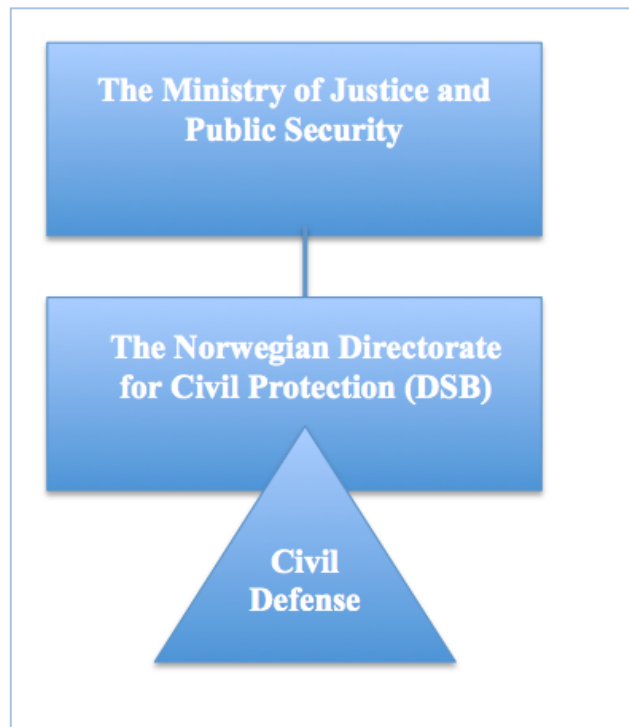 The Ministry of Justice and
Public Security
The Norwegian Directorate
for Civil Protection (DSB)
Civil
Defense